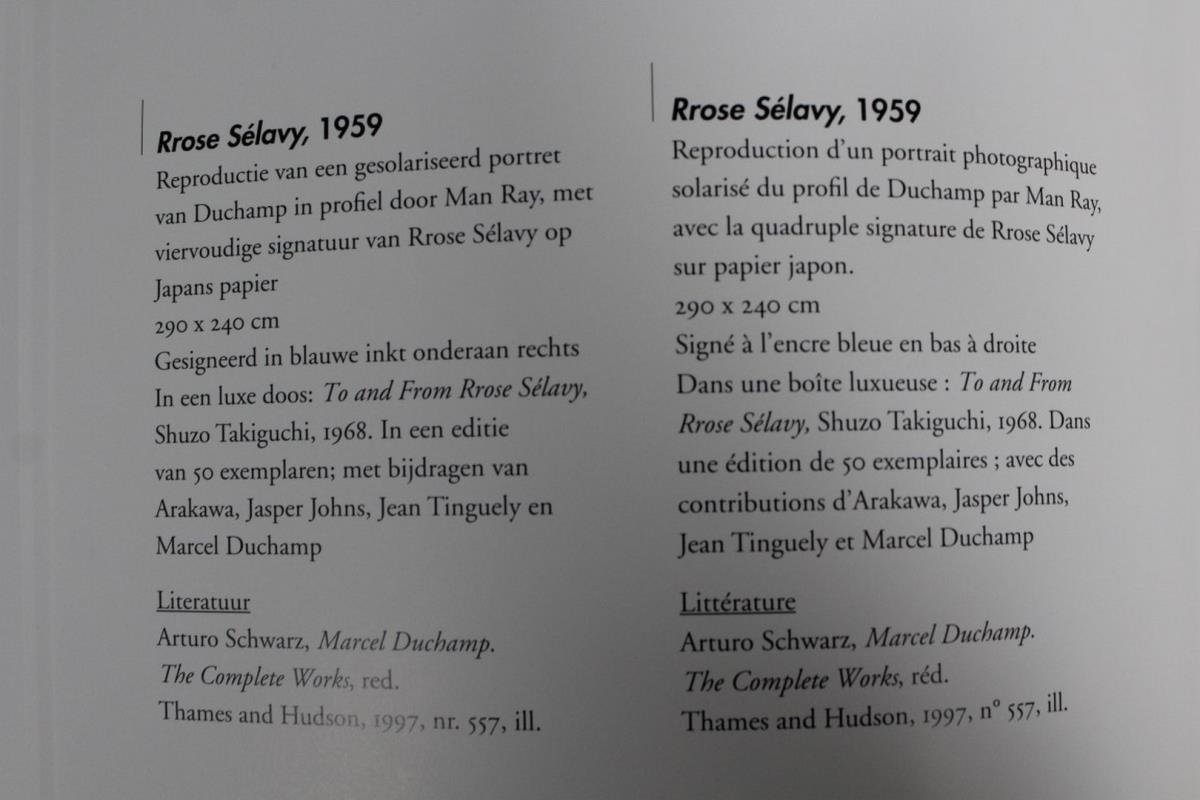 Rrose Sélavy, 1959
Reproductie van een gesolariseerd portret
van Duchamp in profiel door Man Ray, met
viervoudige signatuur van Rrose Sélavy op
Japans papier
290 x 240 cm
Gesigneerd in blauwe inkt onderaan rechts
In een luxe doos: To and From Rrose Sélavy,
Shuzo Takiguchi, 1968. In een editie
van 50 exemplaren; met bijdragen van
Arakawa, Jasper Johns, Jean Tinguely en
Marcel Duchamp
Literatuur
Arturo Schwarz, Marcel Duchamp.
The Complete Works, red.
Thames and Hudson, 1997, nr. 557, ill.
Rrose Sélavy, 1959
Reproduction d'un portrait photographique
solarisé du profil de Duchamp par Man Ray,
avec la quadruple signature de Rrose Sélavy
sur papier japon.
290 x 240 cm
Signé à l'encre bleue en bas à droite
Dans une boîte luxueuse : To and From
Rrose Sélavy, Shuzo Takiguchi, 1968. Dans
une édition de 50 exemplaires ; avec des
contributions d'Arakawa, Jasper Johns,
Jean Tinguely et Marcel Duchamp
Littérature
Arturo Schwarz, Marcel Duchamp.
The Complete Works, réd.
Thames and Hudson, 1997, n° 557, ill.